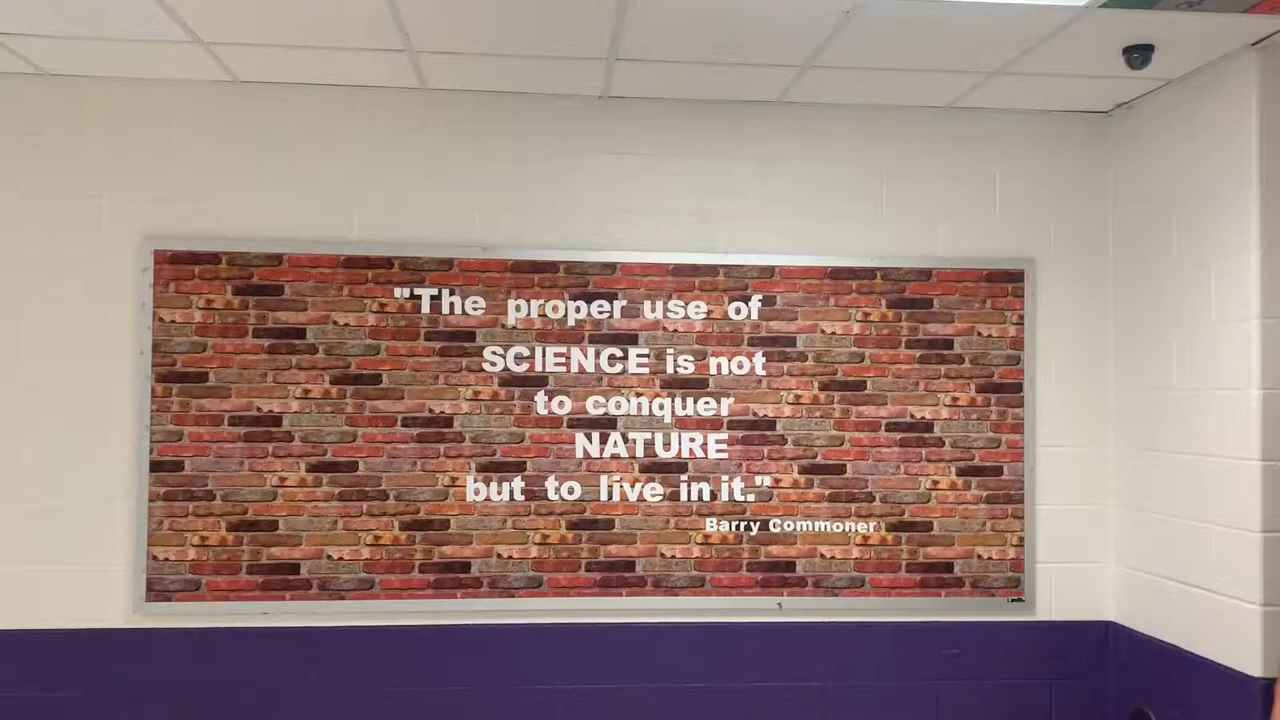 "The proper use of
SCIENCE is not
to conquer
NATURE
but to live in it."
Barry Commoner